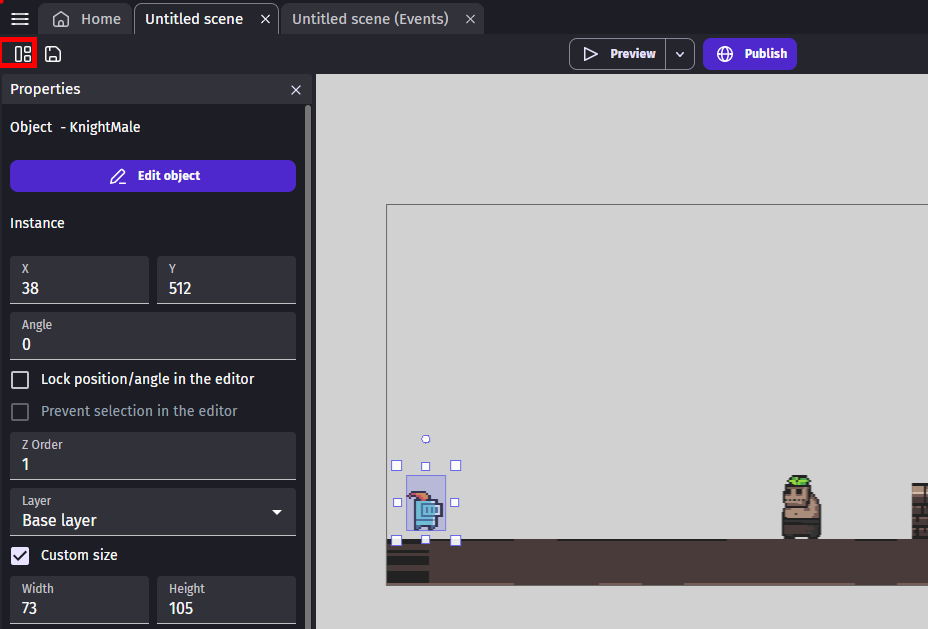 Home
Untitled scene
Untitled scene (Events)
Preview
Publish
Properties
Object - KnightMale
Edit object
Instance
X
38
Y
512
Angle
0
Lock position/angle in the editor
Prevent selection in the editor
Z Order
1
Layer
Base layer
Custom size
Width
73
Height
105